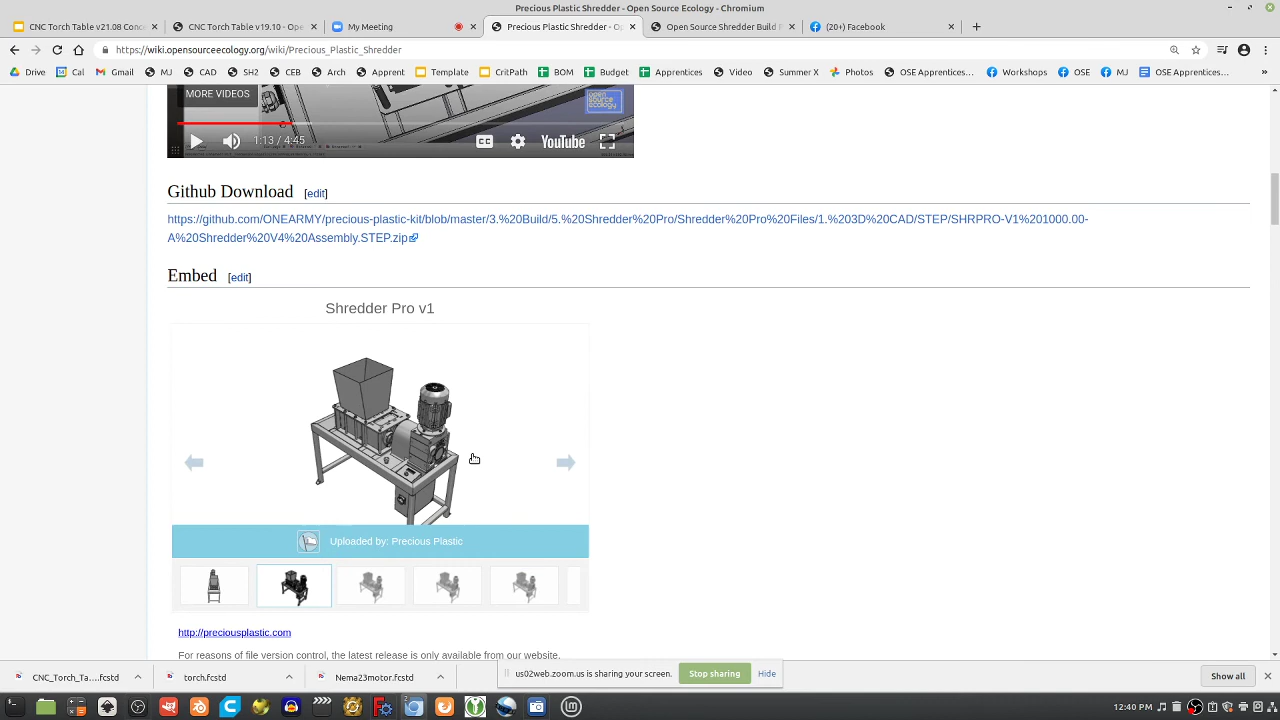 Precious Plastic Shredder - Open Source Ecology - Chromium
CNC Torch Table v21.08 Conce
CNC Torch Table v19.10 - Ope
My Meeting
Precious Plastic Shredder - O
Open Source Shredder Build
(20+) Facebook
https://wiki.opensourceecology.org/wiki/Precious_Plastic_Shredder
Drive Cal Gmail MJ CAD SH2 CEB Arch Apprent Template CritPath BOM Budget Apprentices Video Summer X Photos OSE Apprentices… Workshops OSE MJ OSE Apprentices…
MORE VIDEOS
OPEN
SOURCE
ECOLOGY
1:13 / 4:45
CC
YouTube
Github Download [edit]
https://github.com/ONEARMY/precious-plastic-kit/blob/master/3.%20Build/5.%20Shredder%20Pro/Shredder%20Pro%20Files/1.%203D%20CAD/STEP/SHRPRO-V1%201000.00-
A%20Shredder%20V4%20Assembly.STEP.zip
Embed [edit]
Shredder Pro v1
Uploaded by: Precious Plastic
http://preciousplastic.com
For reasons of file version control, the latest release is only available from our website.
CNC_Torch_Ta....fcstd
torch.fcstd
Nema23motor.fcstd
us02web.zoom.us is sharing your screen.
Stop sharing
Hide
Show all
12:40 PM